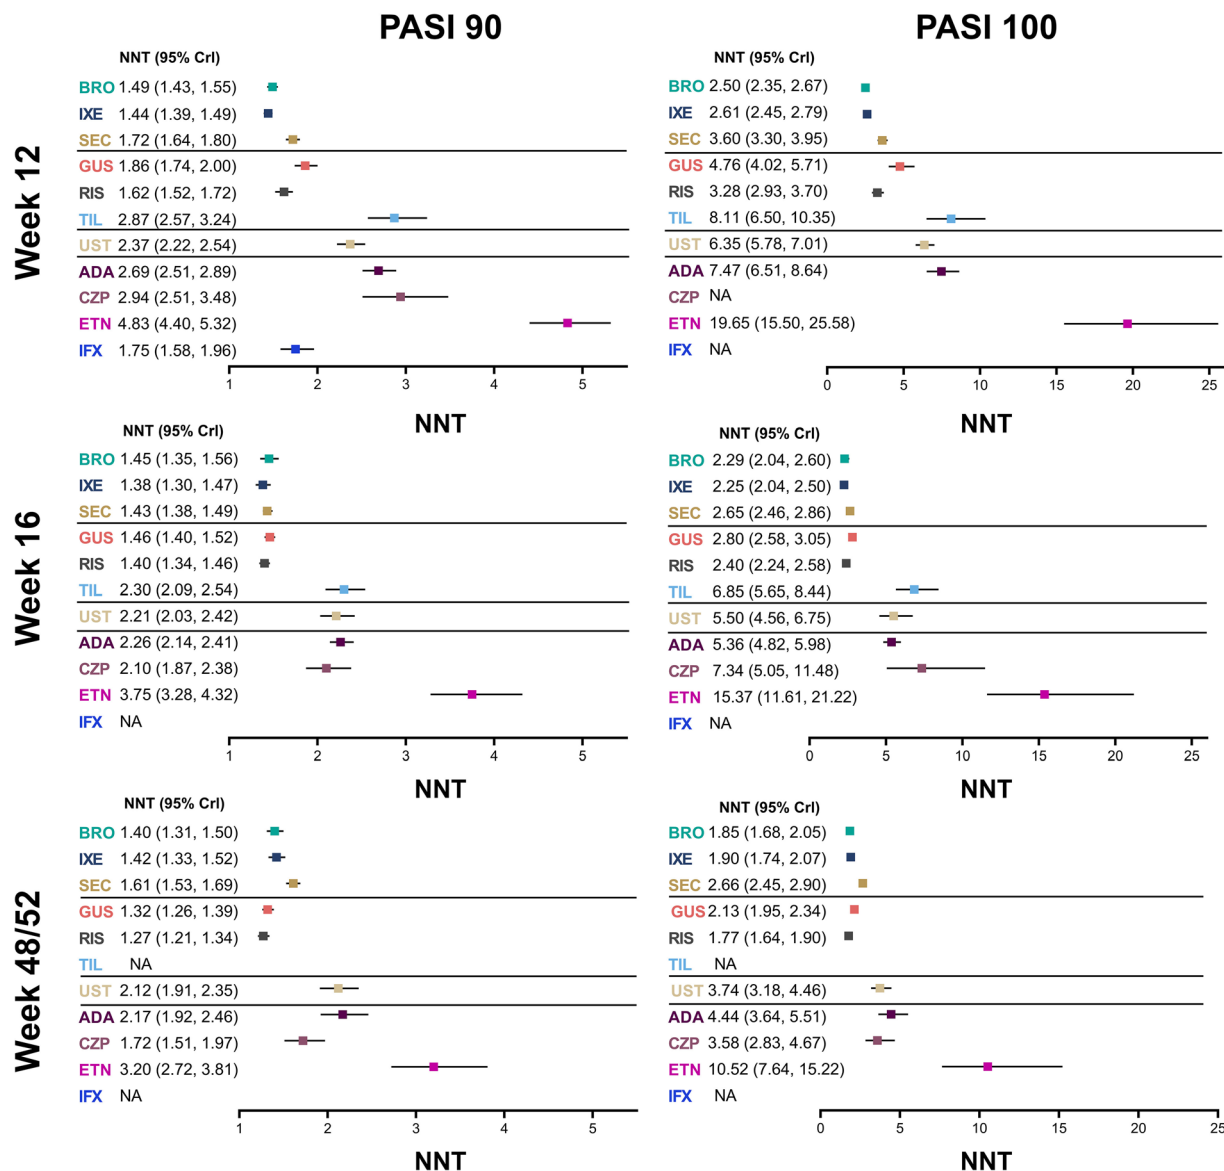 PASI 90
PASI 100
Week 12
NNT (95% CrI)
BRO 1.49 (1.43, 1.55)
IXE 1.44 (1.39, 1.49)
SEC 1.72 (1.64, 1.80)
GUS 1.86 (1.74, 2.00)
RIS 1.62 (1.52, 1.72)
TIL 2.87 (2.57, 3.24)
UST 2.37 (2.22, 2.54)
ADA 2.69 (2.51, 2.89)
CZP 2.94 (2.51, 3.48)
ETN 4.83 (4.40, 5.32)
IFX 1.75 (1.58, 1.96)
1 2 3 4 5
NNT
NNT (95% CrI)
BRO 2.50 (2.35, 2.67)
IXE 2.61 (2.45, 2.79)
SEC 3.60 (3.30, 3.95)
GUS 4.76 (4.02, 5.71)
RIS 3.28 (2.93, 3.70)
TIL 8.11 (6.50, 10.35)
UST 6.35 (5.78, 7.01)
ADA 7.47 (6.51, 8.64)
CZP NA
ETN 19.65 (15.50, 25.58)
IFX NA
0 5 10 15 20 25
NNT
Week 16
NNT (95% CrI)
BRO 1.45 (1.35, 1.56)
IXE 1.38 (1.30, 1.47)
SEC 1.43 (1.38, 1.49)
GUS 1.46 (1.40, 1.52)
RIS 1.40 (1.34, 1.46)
TIL 2.30 (2.09, 2.54)
UST 2.21 (2.03, 2.42)
ADA 2.26 (2.14, 2.41)
CZP 2.10 (1.87, 2.38)
ETN 3.75 (3.28, 4.32)
IFX NA
1 2 3 4 5
NNT
NNT (95% CrI)
BRO 2.29 (2.04, 2.60)
IXE 2.25 (2.04, 2.50)
SEC 2.65 (2.46, 2.86)
GUS 2.80 (2.58, 3.05)
RIS 2.40 (2.24, 2.58)
TIL 6.85 (5.65, 8.44)
UST 5.50 (4.56, 6.75)
ADA 5.36 (4.82, 5.98)
CZP 7.34 (5.05, 11.48)
ETN 15.37 (11.61, 21.22)
IFX NA
0 5 10 15 20 25
NNT
Week 48/52
NNT (95% CrI)
BRO 1.40 (1.31, 1.50)
IXE 1.42 (1.33, 1.52)
SEC 1.61 (1.53, 1.69)
GUS 1.32 (1.26, 1.39)
RIS 1.27 (1.21, 1.34)
TIL NA
UST 2.12 (1.91, 2.35)
ADA 2.17 (1.92, 2.46)
CZP 1.72 (1.51, 1.97)
ETN 3.20 (2.72, 3.81)
IFX NA
1 2 3 4 5
NNT
NNT (95% CrI)
BRO 1.85 (1.68, 2.05)
IXE 1.90 (1.74, 2.07)
SEC 2.66 (2.45, 2.90)
GUS 2.13 (1.95, 2.34)
RIS 1.77 (1.64, 1.90)
TIL NA
UST 3.74 (3.18, 4.46)
ADA 4.44 (3.64, 5.51)
CZP 3.58 (2.83, 4.67)
ETN 10.52 (7.64, 15.22)
IFX NA
0 5 10 15 20 25
NNT